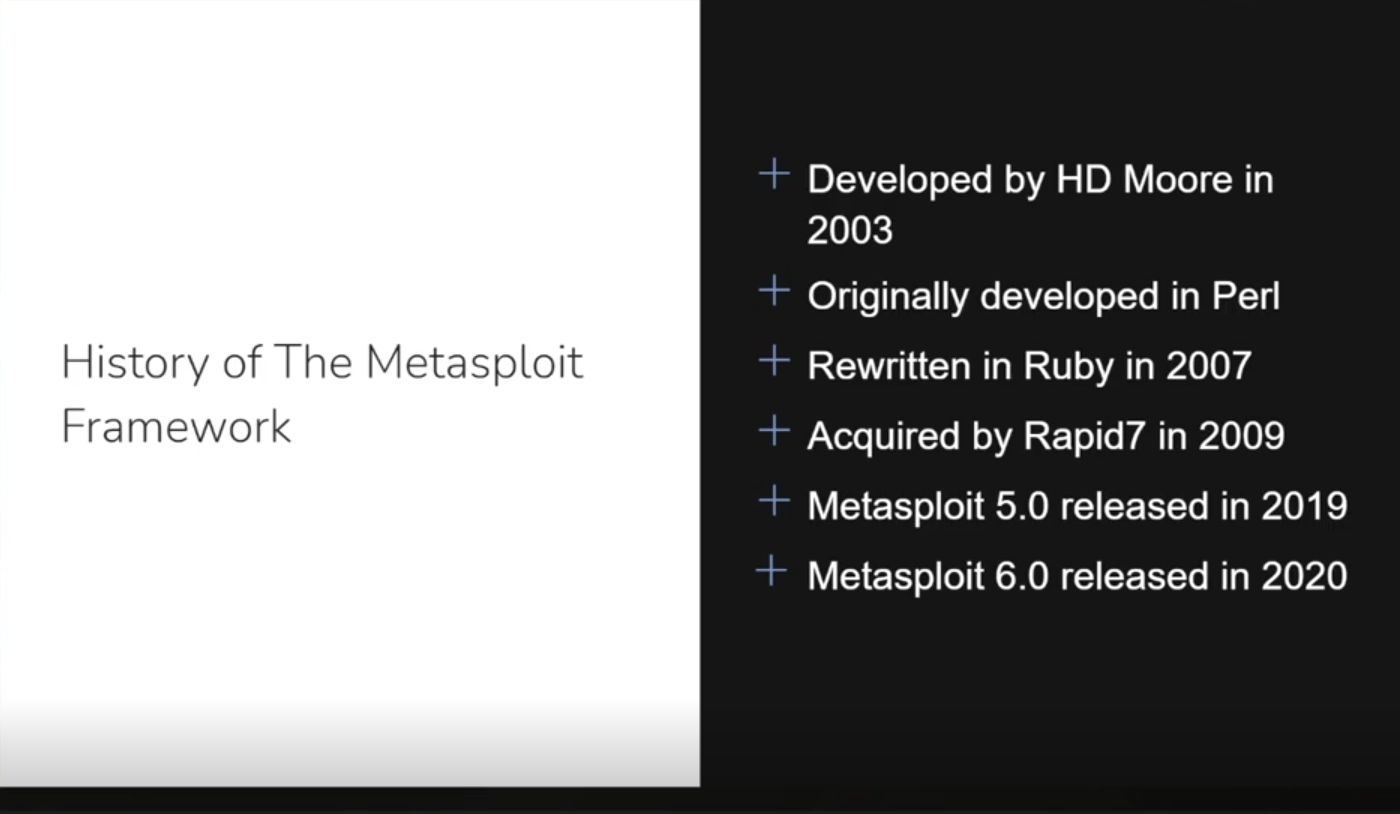 History of The Metasploit
Framework
Developed by HD Moore in
2003
Originally developed in Perl
Rewritten in Ruby in 2007
Acquired by Rapid7 in 2009
Metasploit 5.0 released in 2019
Metasploit 6.0 released in 2020